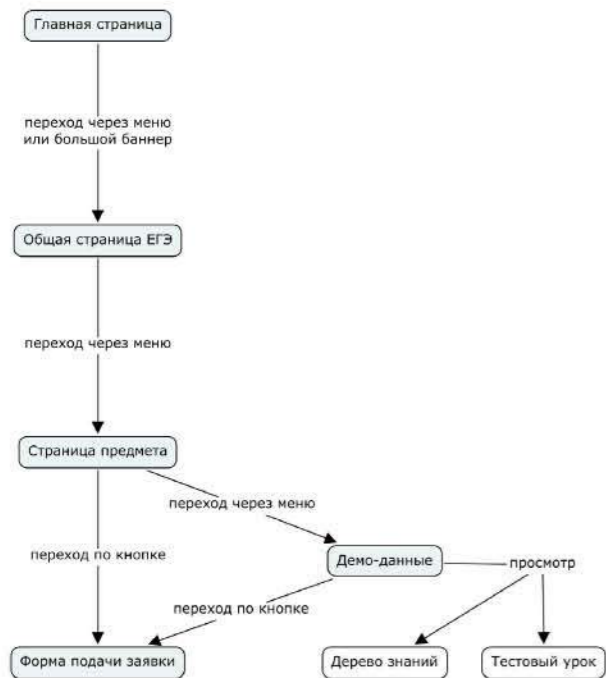 Главная страница
переход через меню
или большой баннер
Общая страница ЕГЭ
переход через меню
Страница предмета
переход через меню
переход по кнопке
Демо-данные
просмотр
переход по кнопке
Форма подачи заявки
Дерево знаний
Тестовый урок